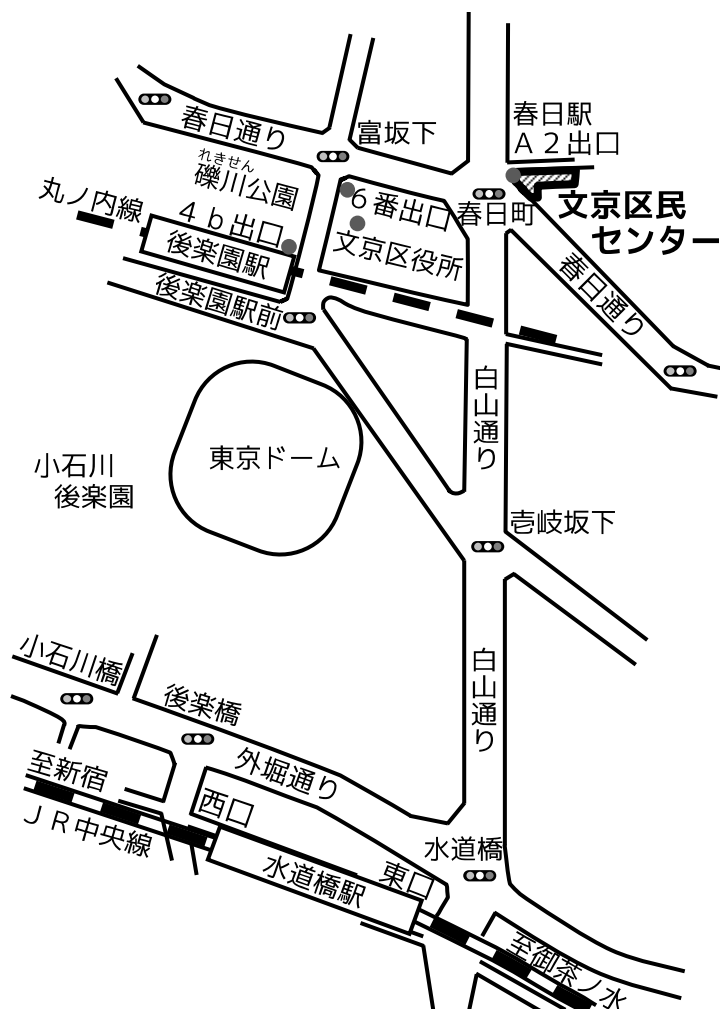 春日駅
Ａ２出口
春日通り
富坂下
れきせん
礫川公園
丸ノ内線
４ｂ出口
６番出口
春日町
文京区民
センター
後楽園駅
文京区役所
春日通り
後楽園駅前
白山通り
東京ドーム
小石川
後楽園
壱岐坂下
小石川橋
白山通り
後楽橋
外堀通り
至新宿
西口
ＪＲ中央線
水道橋
水道橋駅
東口
至御茶ノ水